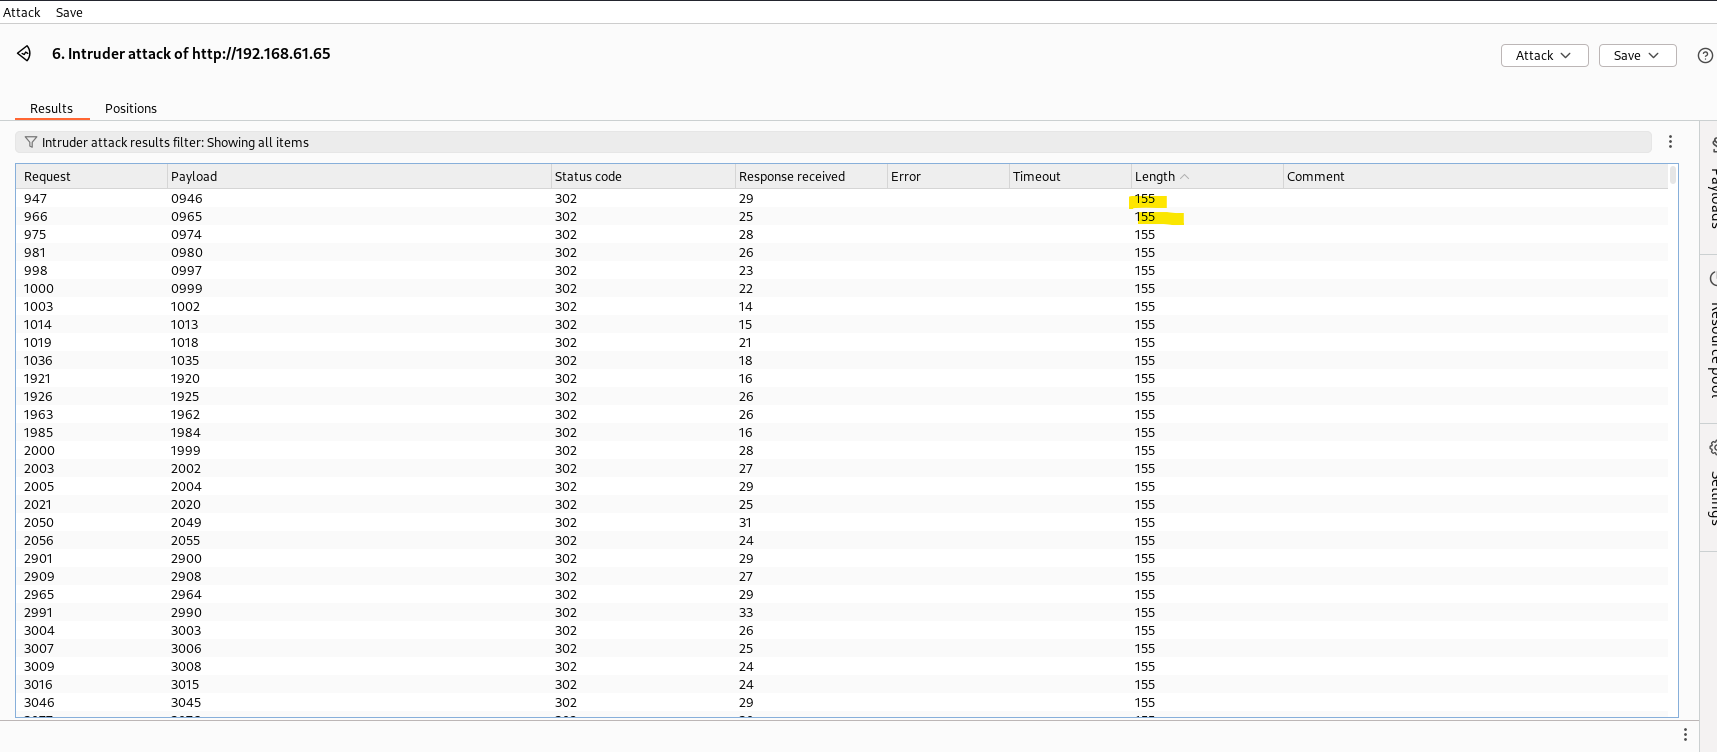 Attack Save
6. Intruder attack of http://192.168.61.65
Attack Save
Results Positions
Intruder attack results filter: Showing all items
Request Payload Status code Response received Error Timeout Length Comment
947 0946 302 29 155
966 0965 302 25 155
975 0974 302 28 155
981 0980 302 26 155
998 0997 302 23 155
1000 0999 302 22 155
1003 1002 302 14 155
1014 1013 302 15 155
1019 1018 302 21 155
1036 1035 302 18 155
1921 1920 302 16 155
1926 1925 302 26 155
1963 1962 302 26 155
1985 1984 302 16 155
2000 1999 302 28 155
2003 2002 302 27 155
2005 2004 302 29 155
2021 2020 302 25 155
2050 2049 302 31 155
2056 2055 302 24 155
2901 2900 302 29 155
2909 2908 302 27 155
2965 2964 302 29 155
2991 2990 302 33 155
3004 3003 302 26 155
3007 3006 302 25 155
3009 3008 302 24 155
3016 3015 302 24 155
3046 3045 302 29 155
Payloads
Resource pool
Settings